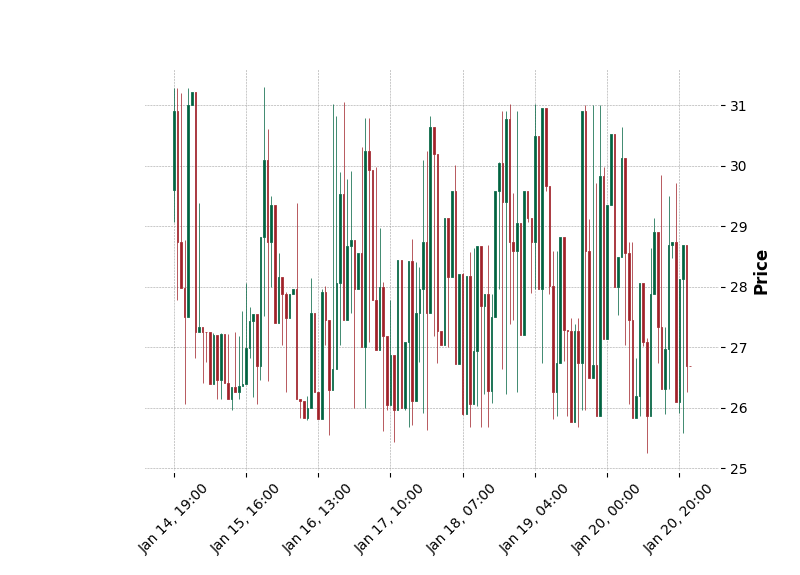 31
30
29
28
27
26
25
Price
Jan 14, 19:00
Jan 15, 16:00
Jan 16, 13:00
Jan 17, 10:00
Jan 18, 07:00
Jan 19, 04:00
Jan 20, 00:00
Jan 20, 20:00